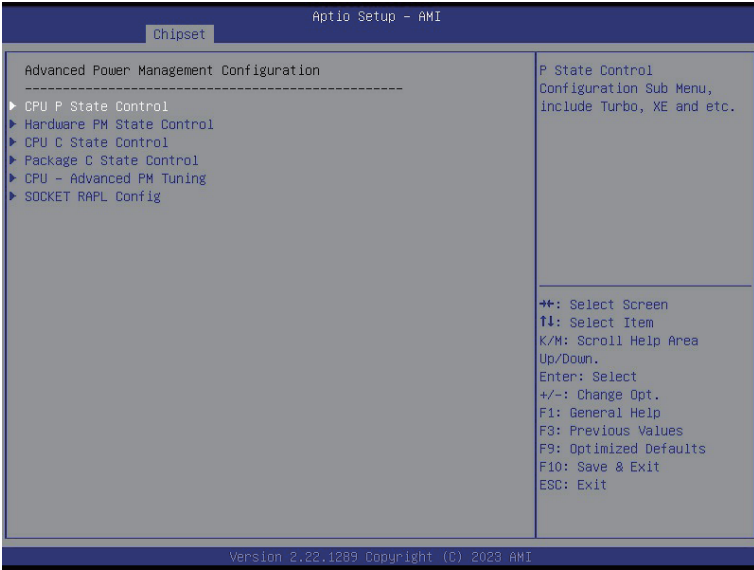 Aptio Setup – AMI
Chipset
Advanced Power Management Configuration
------------------------------------------------
▶ CPU P State Control
▶ Hardware PM State Control
▶ CPU C State Control
▶ Package C State Control
▶ CPU – Advanced PM Tuning
▶ SOCKET RAPL Config
P State Control
Configuration Sub Menu,
include Turbo, XE and etc.
→←: Select Screen
↑↓: Select Item
K/M: Scroll Help Area
Up/Down.
Enter: Select
+/-: Change Opt.
F1: General Help
F3: Previous Values
F9: Optimized Defaults
F10: Save & Exit
ESC: Exit
Version 2.22.1289 Copyright (C) 2023 AMI